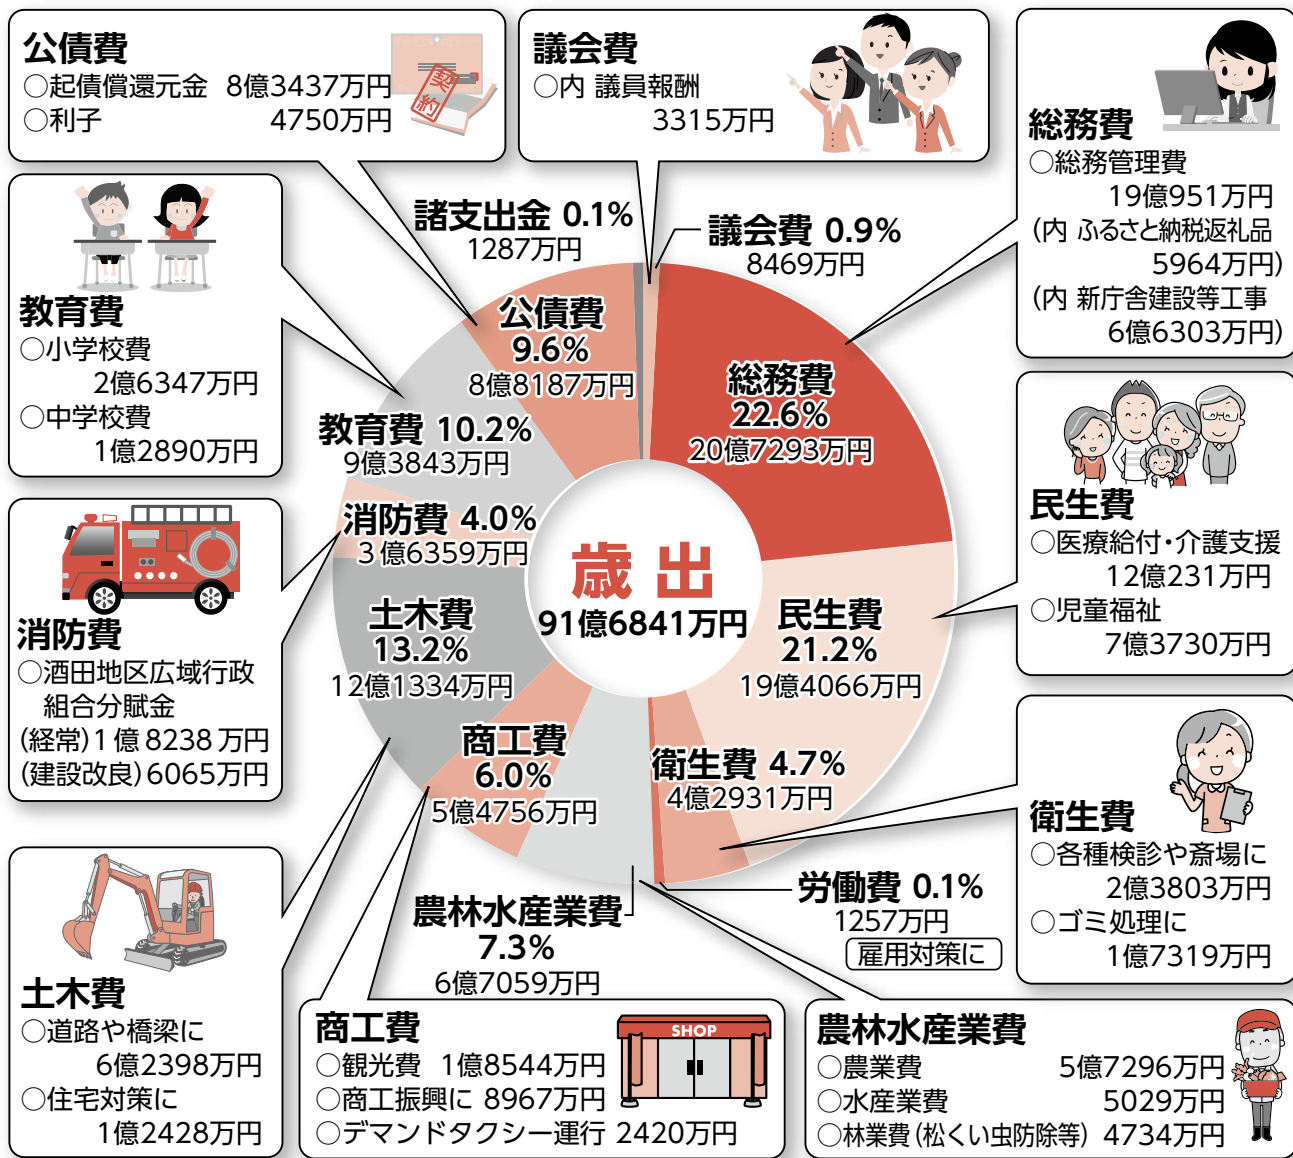 公債費
○起債償還元金 8億3437万円
○利子 4750万円
契約
議会費
○内 議員報酬
3315万円
総務費
○総務管理費
19億951万円
(内 ふるさと納税返礼品
5964万円)
(内 新庁舎建設等工事
6億6303万円)
教育費
○小学校費
2億6347万円
○中学校費
1億2890万円
諸支出金 0.1%
1287万円
議会費 0.9%
8469万円
公債費
9.6%
8億8187万円
総務費
22.6%
20億7293万円
教育費 10.2%
9億3843万円
消防費 4.0%
3億6359万円
歳出
91億6841万円
民生費
21.2%
19億4066万円
土木費
13.2%
12億1334万円
商工費
6.0%
5億4756万円
衛生費 4.7%
4億2931万円
農林水産業費
7.3%
6億7059万円
労働費 0.1%
1257万円
雇用対策に
民生費
○医療給付・介護支援
12億231万円
○児童福祉
7億3730万円
消防費
○酒田地区広域行政
組合分賦金
(経常)1億8238万円
(建設改良)6065万円
衛生費
○各種検診や斎場に
2億3803万円
○ゴミ処理に
1億7319万円
土木費
○道路や橋梁に
6億2398万円
○住宅対策に
1億2428万円
商工費
SHOP
○観光費 1億8544万円
○商工振興に 8967万円
○デマンドタクシー運行 2420万円
農林水産業費
○農業費 5億7296万円
○水産業費 5029万円
○林業費(松くい虫防除等) 4734万円